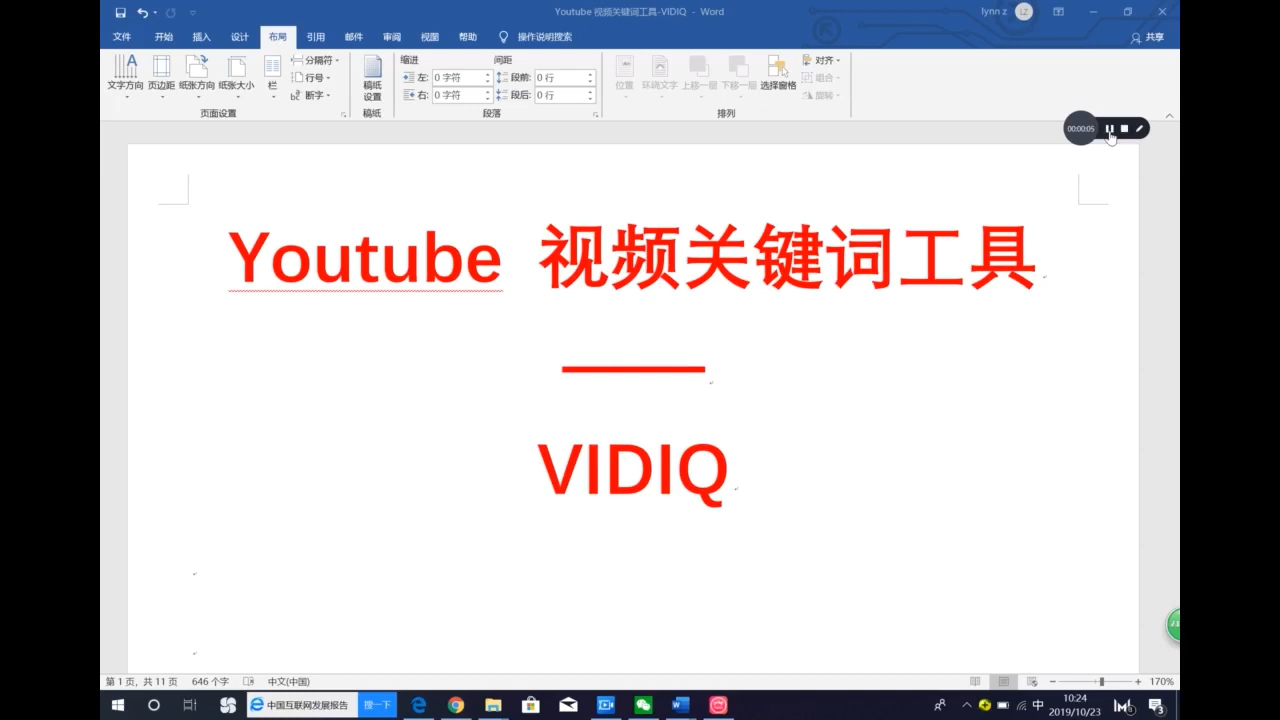 Youtube 视频关键词工具-VIDIQ - Word
lynn z
LZ
文件 开始 插入 设计 布局 引用 邮件 审阅 视图 帮助 操作说明搜索
共享
文字方向 页边距 纸张方向 纸张大小 栏
分隔符
行号
断字
页面设置
稿纸
设置
稿纸
缩进 间距
左: 0 字符 段前: 0 行
右: 0 字符 段后: 0 行
段落
位置 环绕文字 上移一层 下移一层 选择窗格
对齐
组合
旋转
排列
00:00:05
Youtube 视频关键词工具
——
VIDIQ
第 1 页，共 11 页 646 个字 中文(中国)
170%
中国互联网发展报告 搜一下
中
10:24
2019/10/23
3